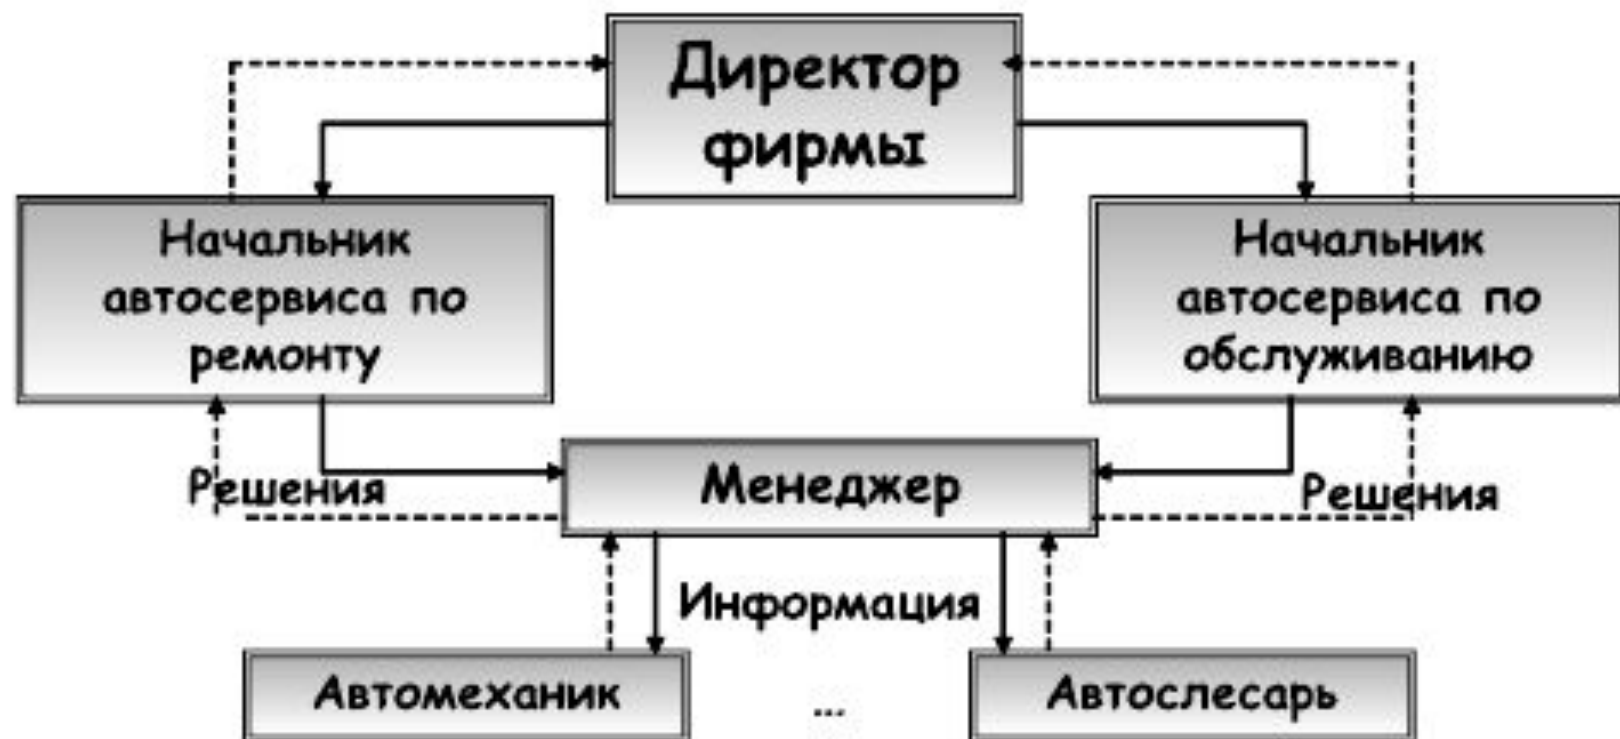 Директор
фирмы
Начальник
автосервиса по
ремонту
Начальник
автосервиса по
обслуживанию
Решения
Менеджер
Решения
Информация
Автомеханик
...
Автослесарь